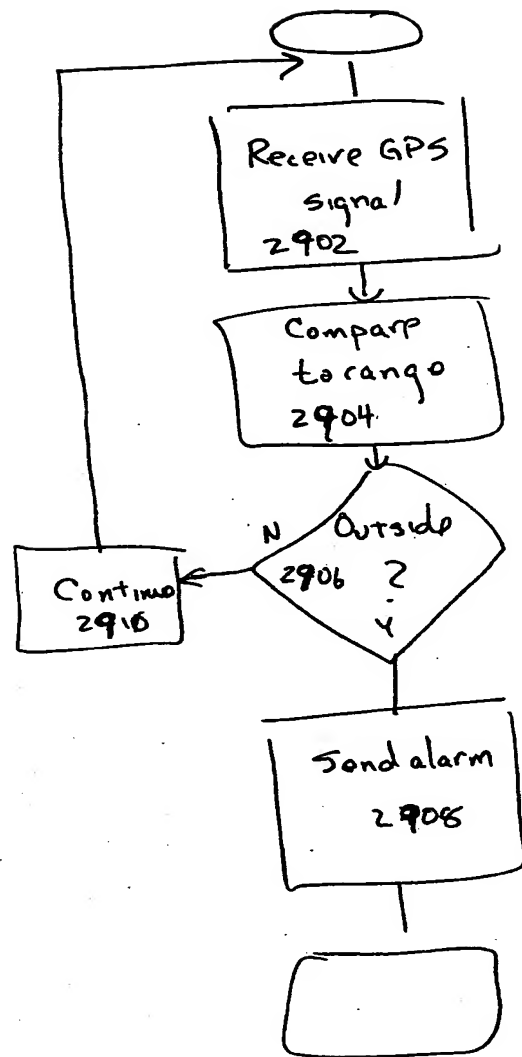 Receive GPS
signal
2902
Compare
to range
2904
Outside
N
2906 ?
Y
Continue
2910
Send alarm
2908